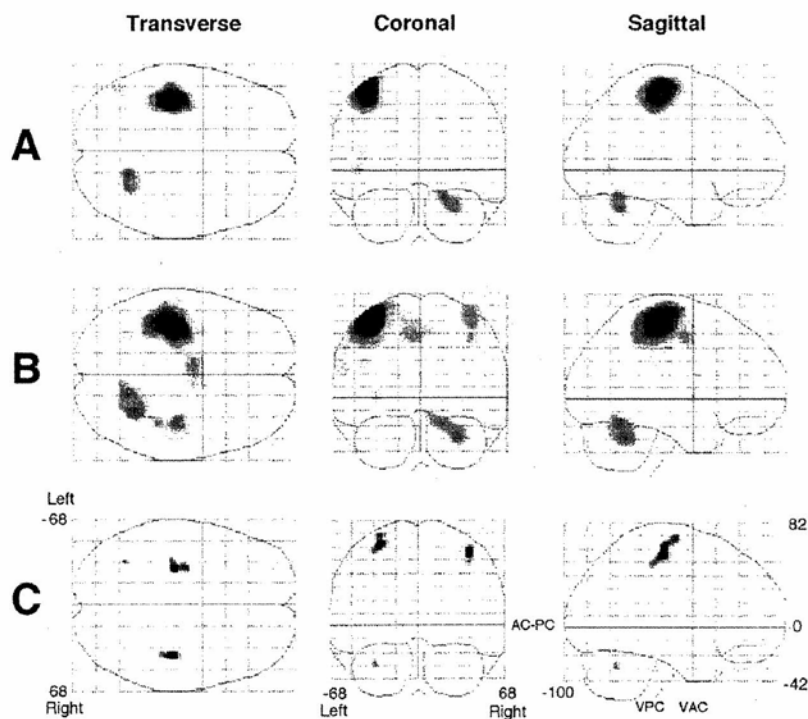 Transverse Coronal Sagittal
A
B
Left
-68
82
C
AC-PC
0
68
-68
68
-100
-42
Right
Left
Right
VPC VAC